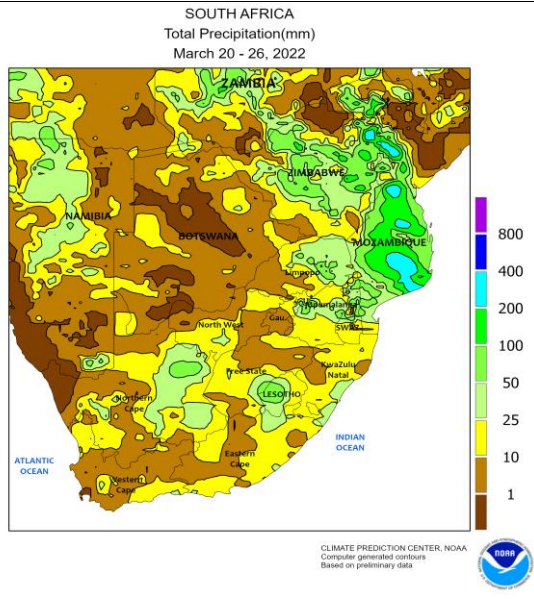 SOUTH AFRICA
Total Precipitation(mm)
March 20 - 26, 2022
ZAMBIA
ZIMBABWE
NAMIBIA
BOTSWANA
MOZAMBIQUE
Limpopo
Mpumalanga
North West
Gau.
SWAZ.
Free State
KwaZulu
Natal
LESOTHO
Northern
Cape
Eastern
Cape
Western
Cape
ATLANTIC
OCEAN
INDIAN
OCEAN
800
400
200
100
50
25
10
1
CLIMATE PREDICTION CENTER, NOAA
Computer generated contours
Based on preliminary data
NOAA